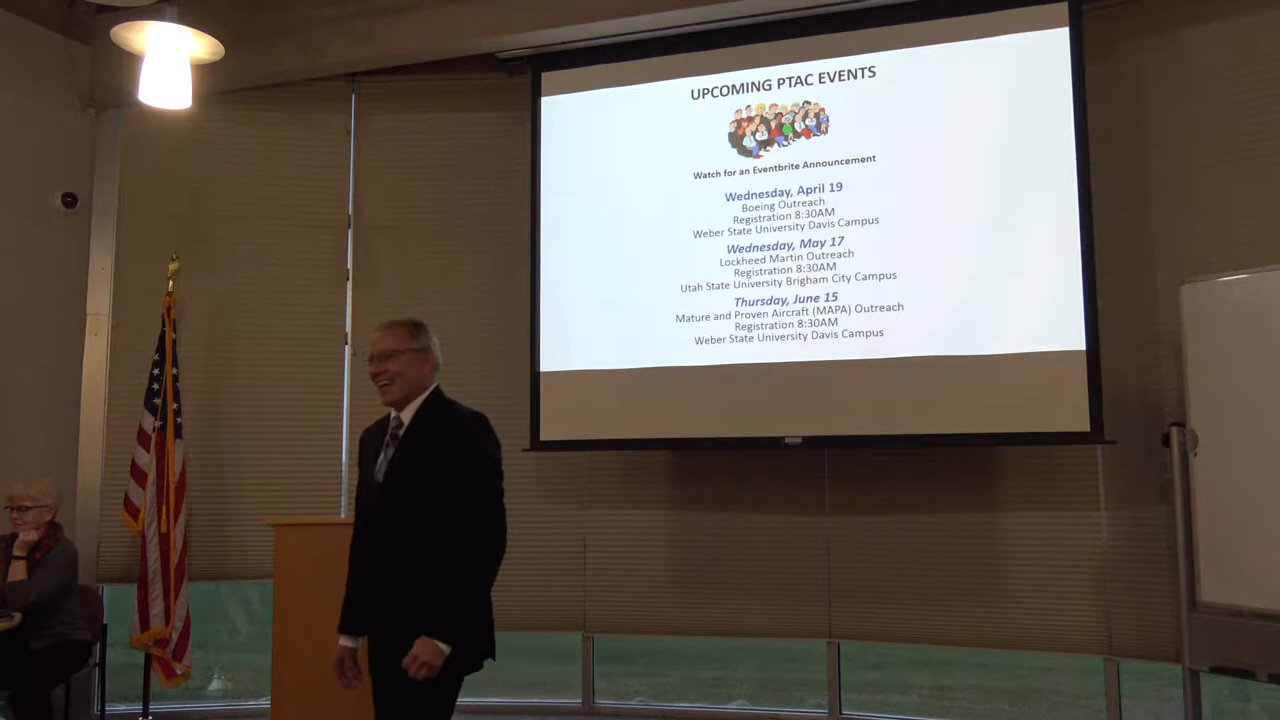 UPCOMING PTAC EVENTS
Watch for an Eventbrite Announcement
Wednesday, April 19
Boeing Outreach
Registration 8:30AM
Weber State University Davis Campus
Wednesday, May 17
Lockheed Martin Outreach
Registration 8:30AM
Utah State University Brigham City Campus
Thursday, June 15
Mature and Proven Aircraft (MAPA) Outreach
Registration 8:30AM
Weber State University Davis Campus